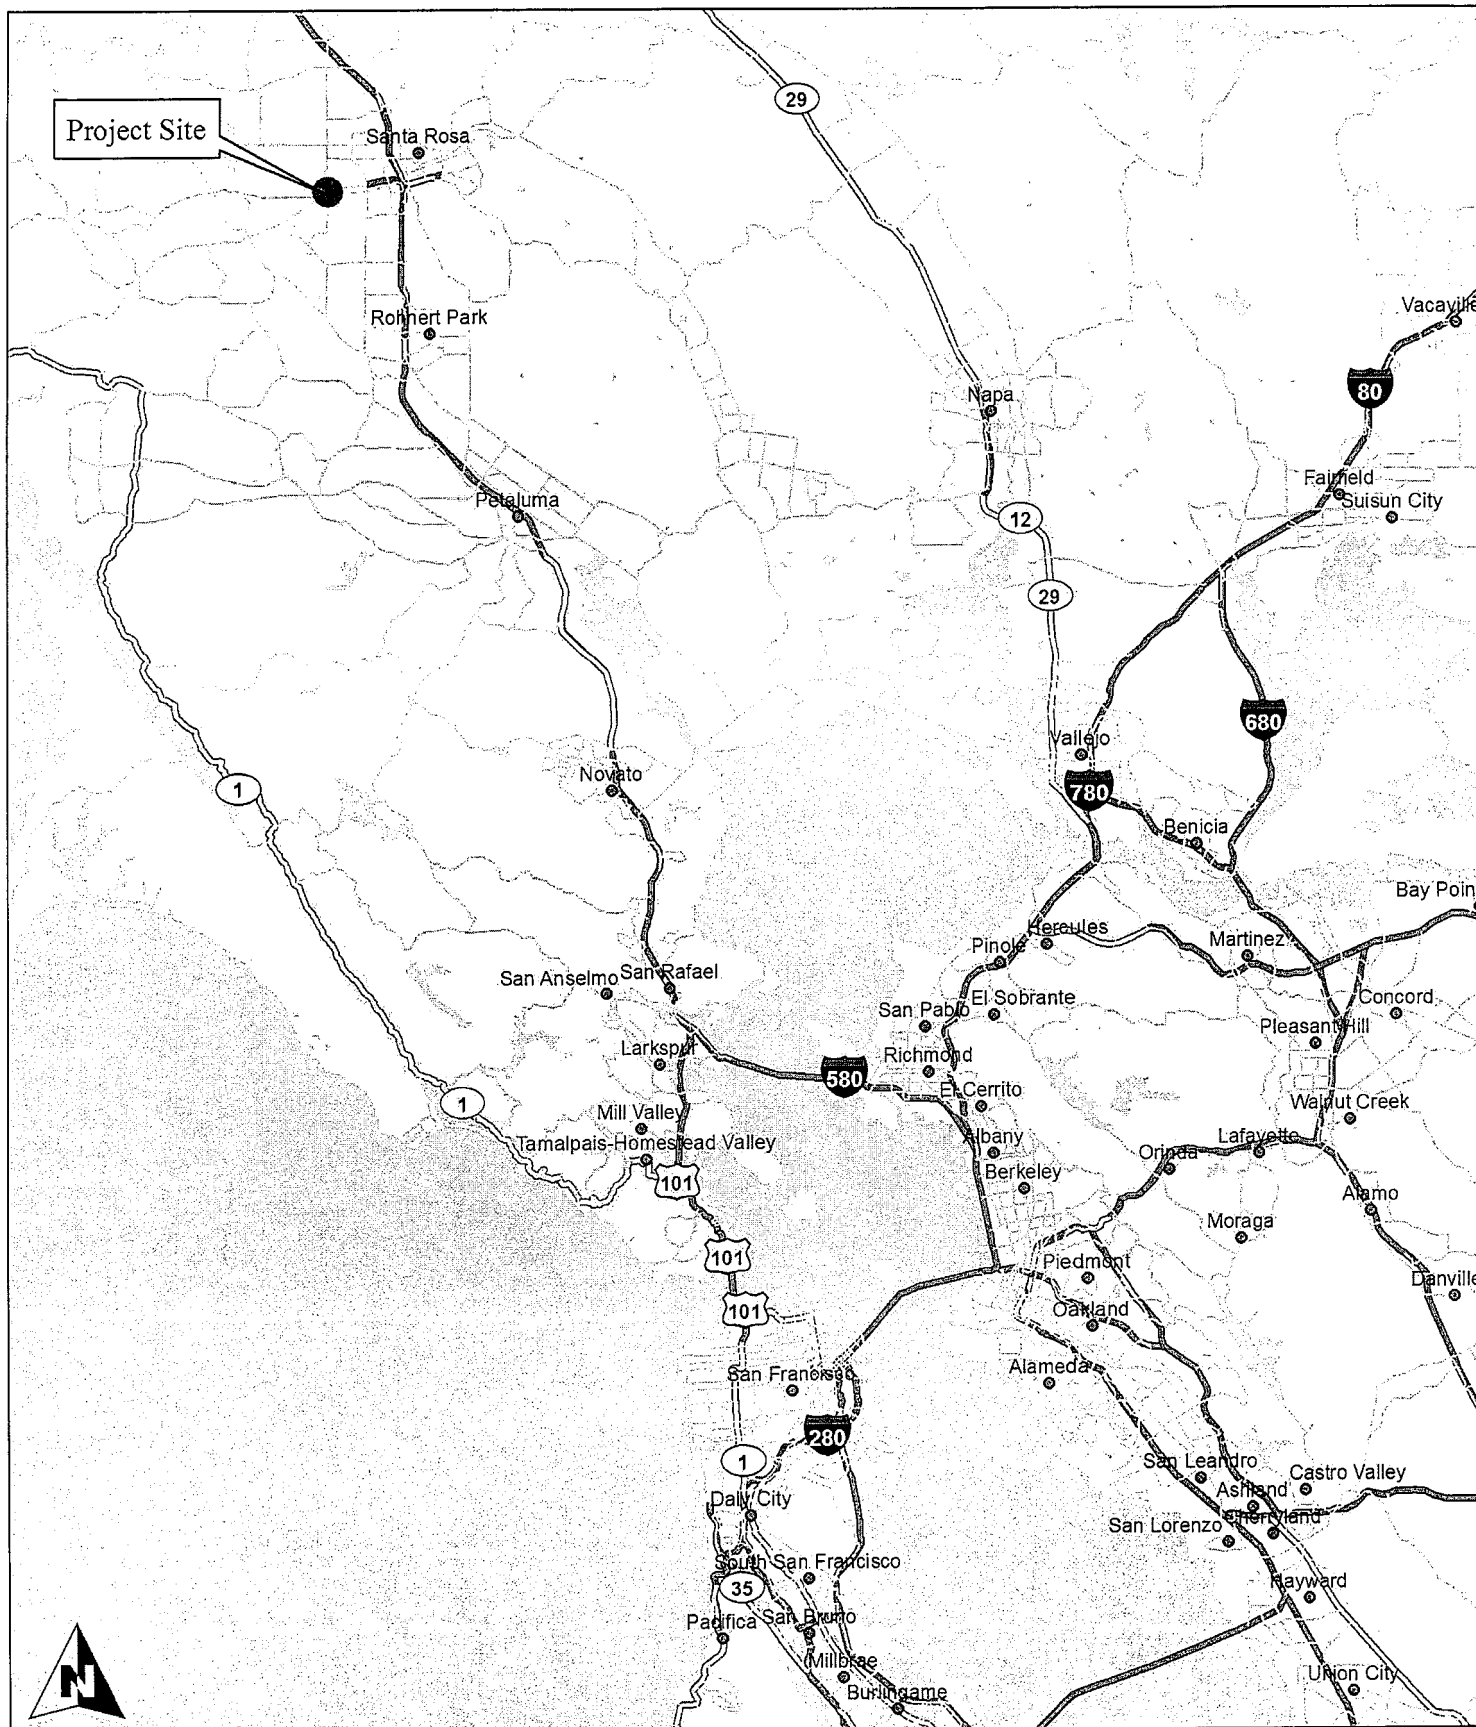 29
Project Site
Santa Rosa
Rohnert Park
Vacaville
80
Napa
Fairfield
Suisun City
Petaluma
12
29
680
Vallejo
Novato
780
1
Benicia
Bay Poin
Hercules
Martinez
Pinole
San Anselmo
San Rafael
El Sobrante
Concord
San Pablo
Pleasant Hill
Larkspur
Richmond
580
El Cerrito
1
Mill Valley
Walnut Creek
Tamalpais-Homestead Valley
Albany
Lafayette
Orinda
Berkeley
101
Alamo
Moraga
101
Piedmont
Danville
101
Oakland
Alameda
San Francisco
280
1
San Leandro
Castro Valley
Ashland
Daly City
San Lorenzo
Cherryland
South San Francisco
35
Hayward
Pacifica
San Bruno
Millbrae
Union City
Burlingame
N